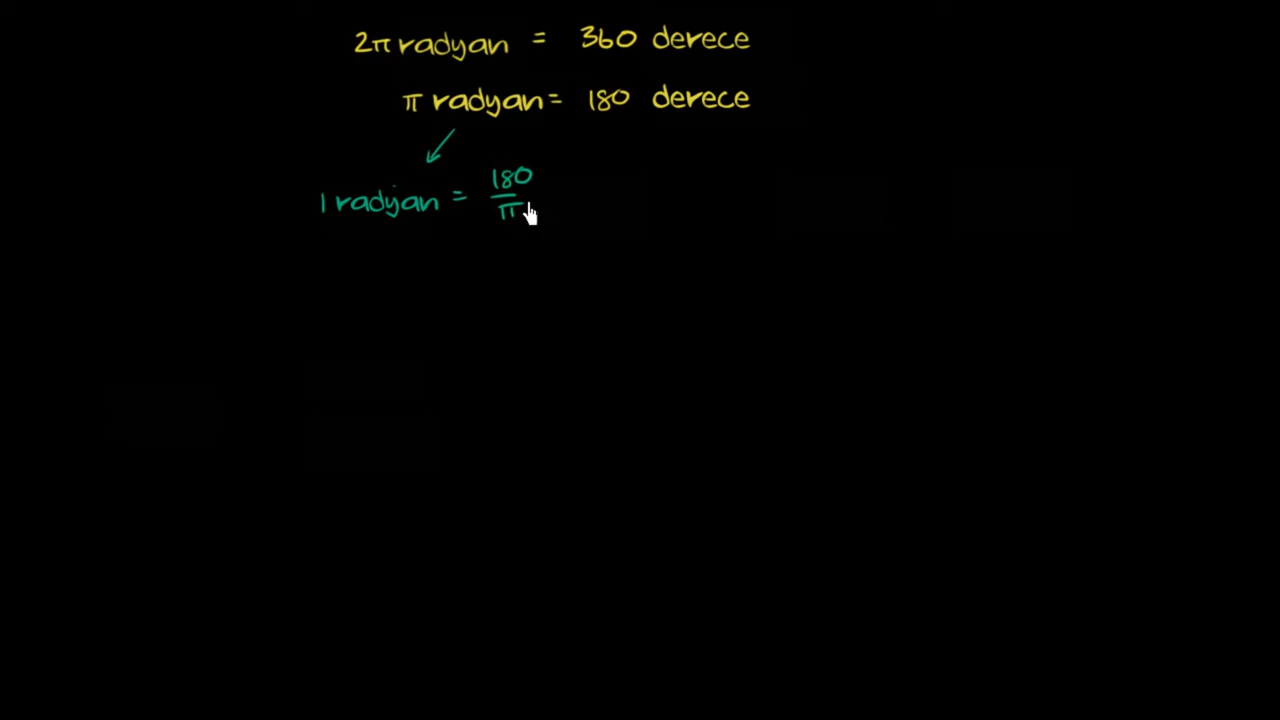 2π radyan = 360 derece
π radyan = 180 derece
1 radyan = 180/π